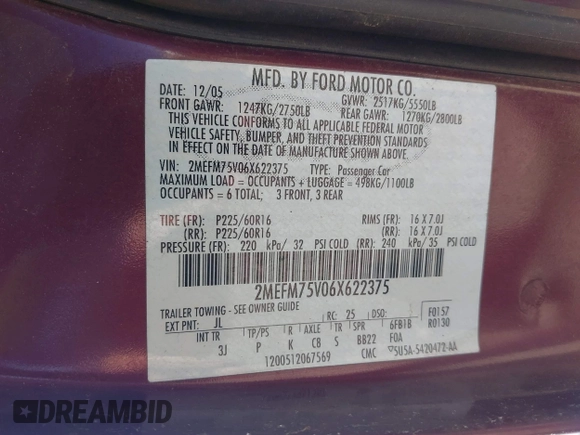 MFD. BY FORD MOTOR CO.
DATE: 12/05 GVWR: 2517KG/5550LB
FRONT GAWR: 1247KG/2750LB REAR GAWR: 1270KG/2800LB
THIS VEHICLE CONFORMS TO ALL APPLICABLE FEDERAL MOTOR
VEHICLE SAFETY, BUMPER, AND THEFT PREVENTION STANDARDS
IN EFFECT ON THE DATE OF MANUFACTURE SHOWN ABOVE.
VIN: 2MEFM75V06X622375 TYPE: Passenger Car
MAXIMUM LOAD = OCCUPANTS + LUGGAGE = 498KG/1100LB
OCCUPANTS = 6 TOTAL; 3 FRONT, 3 REAR
TIRE (FR): P225/60R16 RIMS (FR): 16 X 7.0J
(RR): P225/60R16 (RR): 16 X 7.0J
PRESSURE (FR): 220 kPa/ 32 PSI COLD (RR) 240 kPa/ 35 PSI COLD
2MEFM75V06X622375
TRAILER TOWING - SEE OWNER GUIDE
EXT PNT: JL RC: 25 DSO: F0157
INT TR TP/PS R AXLE TR SPR 6FB1B R0130
3J P K CB S BB22 FOA
1200512067569 CMC 5U5A-5420472-AA
DREAMBID